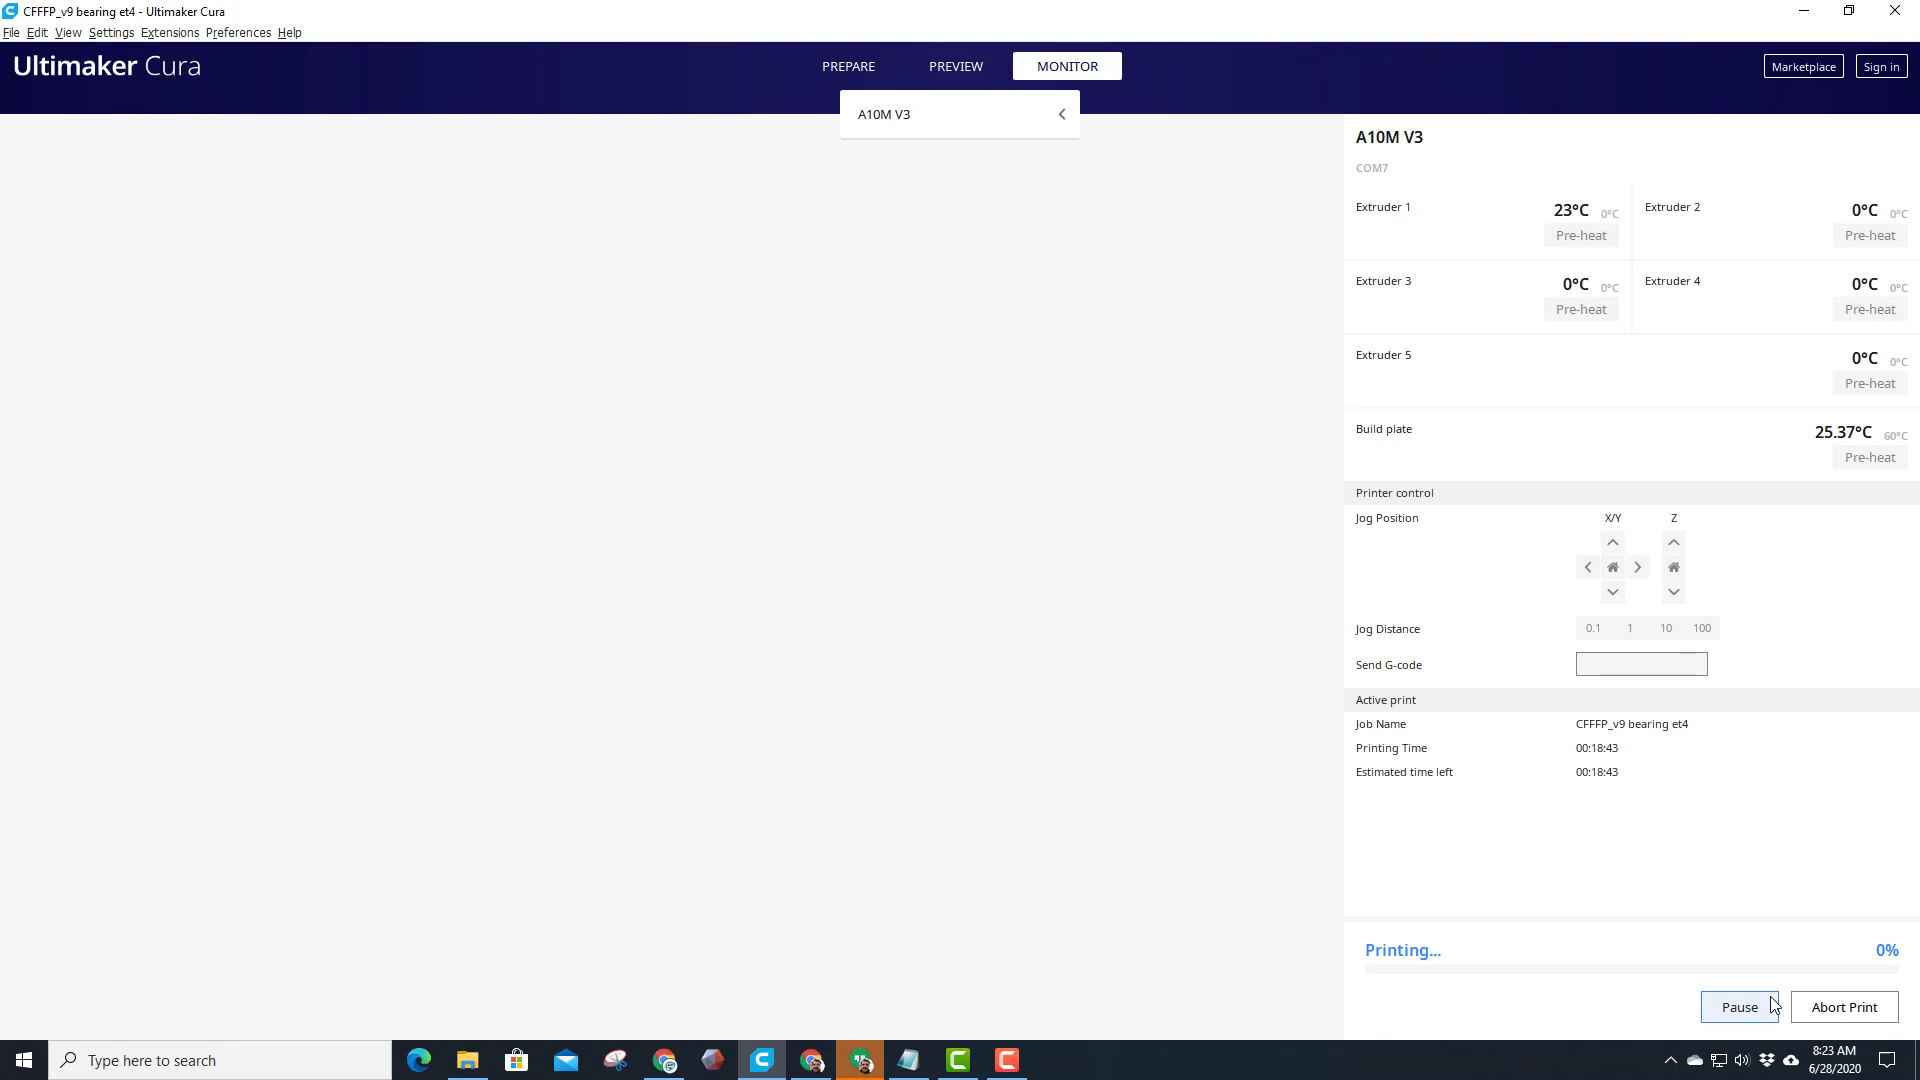 CFFFP_v9 bearing et4 - Ultimaker Cura
File Edit View Settings Extensions Preferences Help
Ultimaker Cura
PREPARE PREVIEW MONITOR
Marketplace Sign in
A10M V3
A10M V3
COM7
Extruder 1 23°C 0°C Extruder 2 0°C 0°C
Pre-heat Pre-heat
Extruder 3 0°C 0°C Extruder 4 0°C 0°C
Pre-heat Pre-heat
Extruder 5 0°C 0°C
Pre-heat
Build plate 25.37°C 60°C
Pre-heat
Printer control
Jog Position X/Y Z
Jog Distance 0.1 1 10 100
Send G-code
Active print
Job Name CFFFP_v9 bearing et4
Printing Time 00:18:43
Estimated time left 00:18:43
Printing... 0%
Pause Abort Print
Type here to search
8:23 AM
6/28/2020